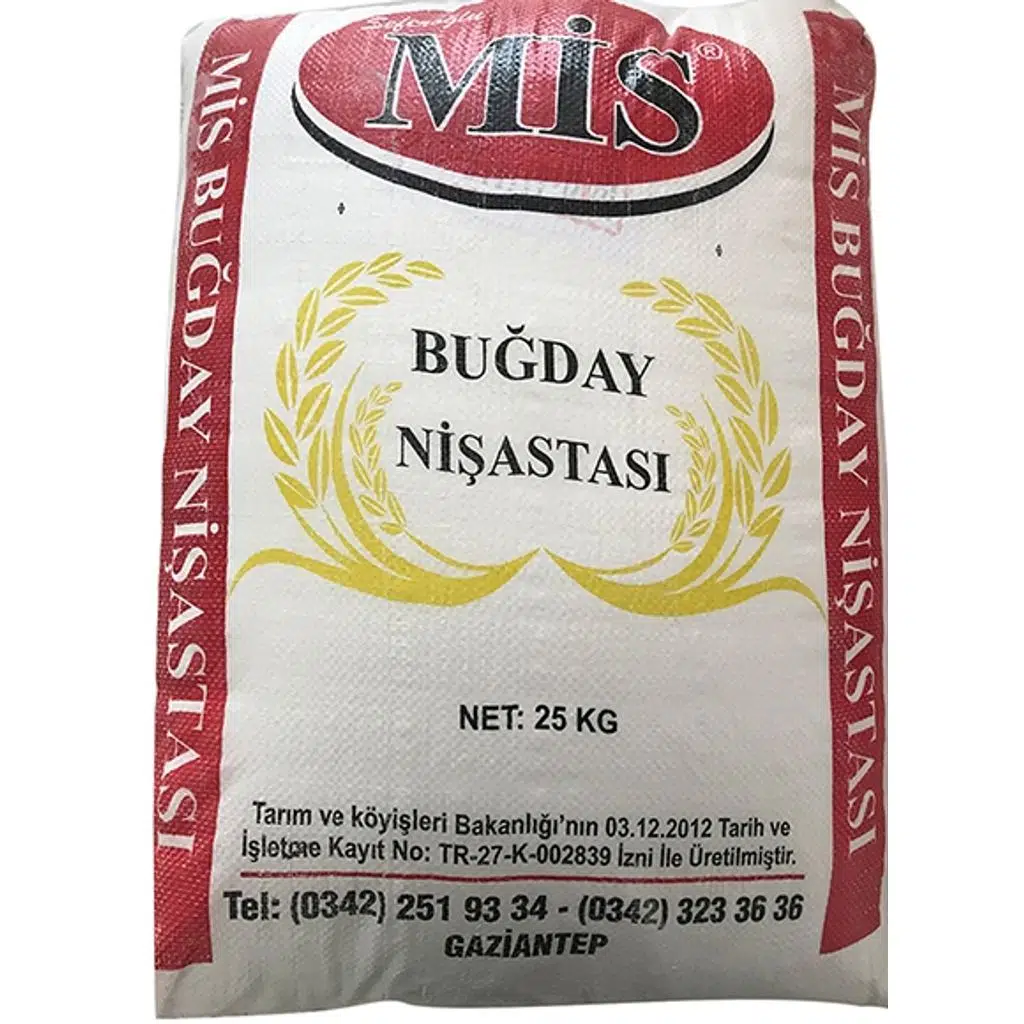 MİS ®
BUĞDAY
NİŞASTASI
NET: 25 KG
Tarım ve köyişleri Bakanlığı'nın 03.12.2012 Tarih ve
İşletme Kayıt No: TR-27-K-002839 İzni İle Üretilmiştir.
Tel: (0342) 251 93 34 - (0342) 323 36 36
GAZİANTEP
MİS BUĞDAY NİŞASTASI
MİS BUĞDAY NİŞASTASI